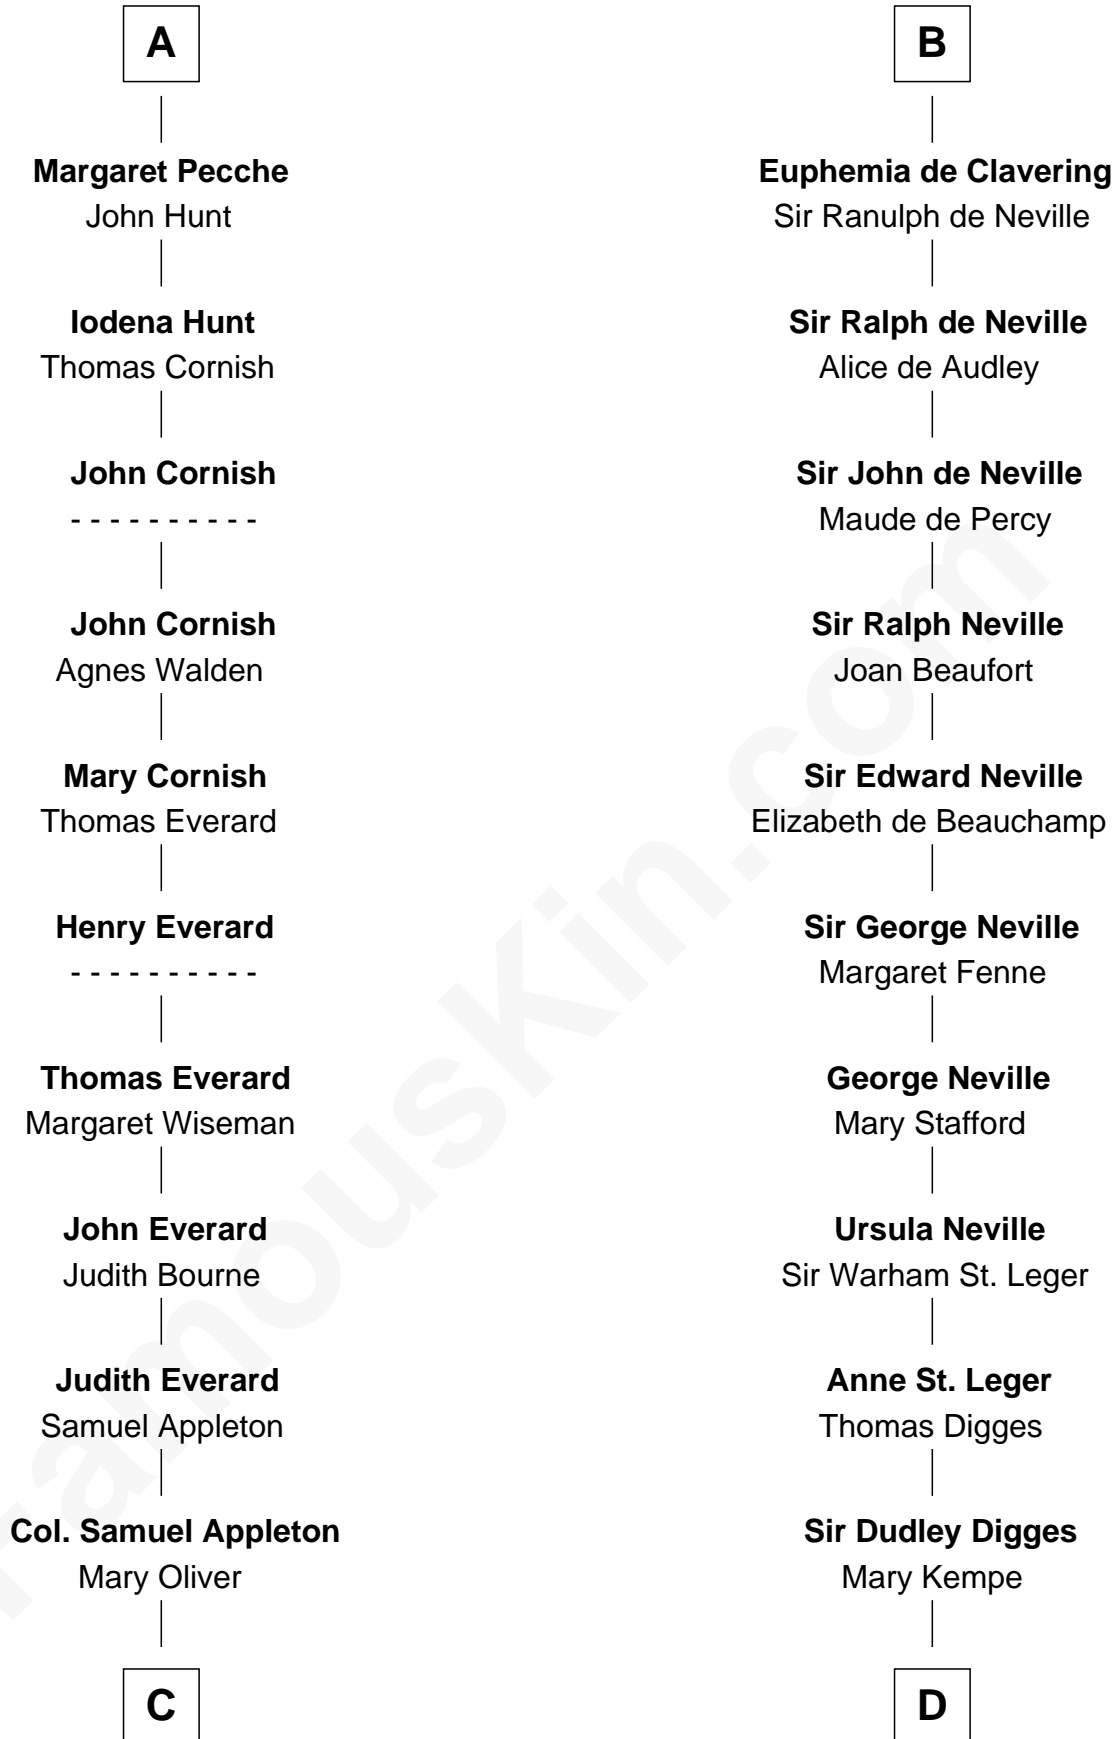 A
Margaret Pecche
John Hunt
Iodena Hunt
Thomas Cornish
John Cornish
- - - - - - - - - -
John Cornish
Agnes Walden
Mary Cornish
Thomas Everard
Henry Everard
- - - - - - - - - -
Thomas Everard
Margaret Wiseman
John Everard
Judith Bourne
Judith Everard
Samuel Appleton
Col. Samuel Appleton
Mary Oliver
C
B
Euphemia de Clavering
Sir Ranulph de Neville
Sir Ralph de Neville
Alice de Audley
Sir John de Neville
Maude de Percy
Sir Ralph Neville
Joan Beaufort
Sir Edward Neville
Elizabeth de Beauchamp
Sir George Neville
Margaret Fenne
George Neville
Mary Stafford
Ursula Neville
Sir Warham St. Leger
Anne St. Leger
Thomas Digges
Sir Dudley Digges
Mary Kempe
D
FamousKin.com